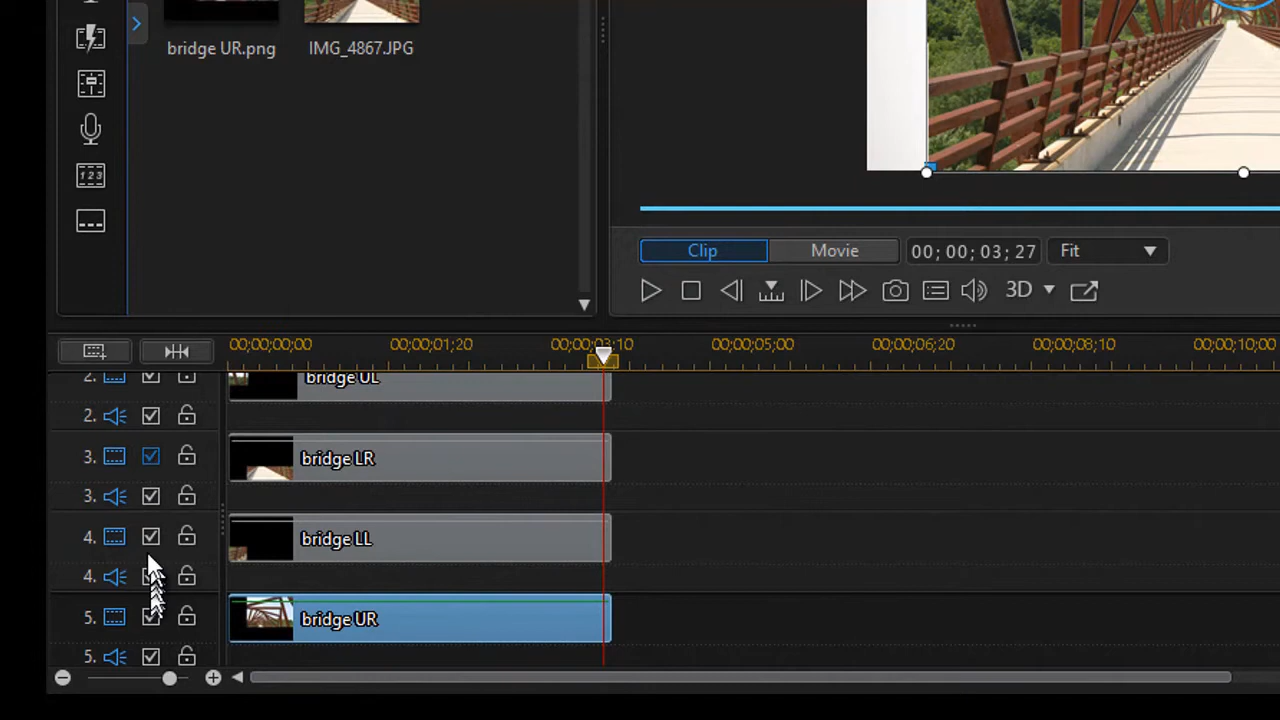 bridge UR.png
IMG_4867.JPG
123
Clip
Movie
00; 00; 03; 27
Fit
3D
00;00;00;00
00;00;01;20
00;00;03;10
00;00;05;00
00;00;06;20
00;00;08;10
00;00;10;00
2.
bridge UL
2.
3.
bridge LR
3.
4.
bridge LL
4.
5.
bridge UR
5.